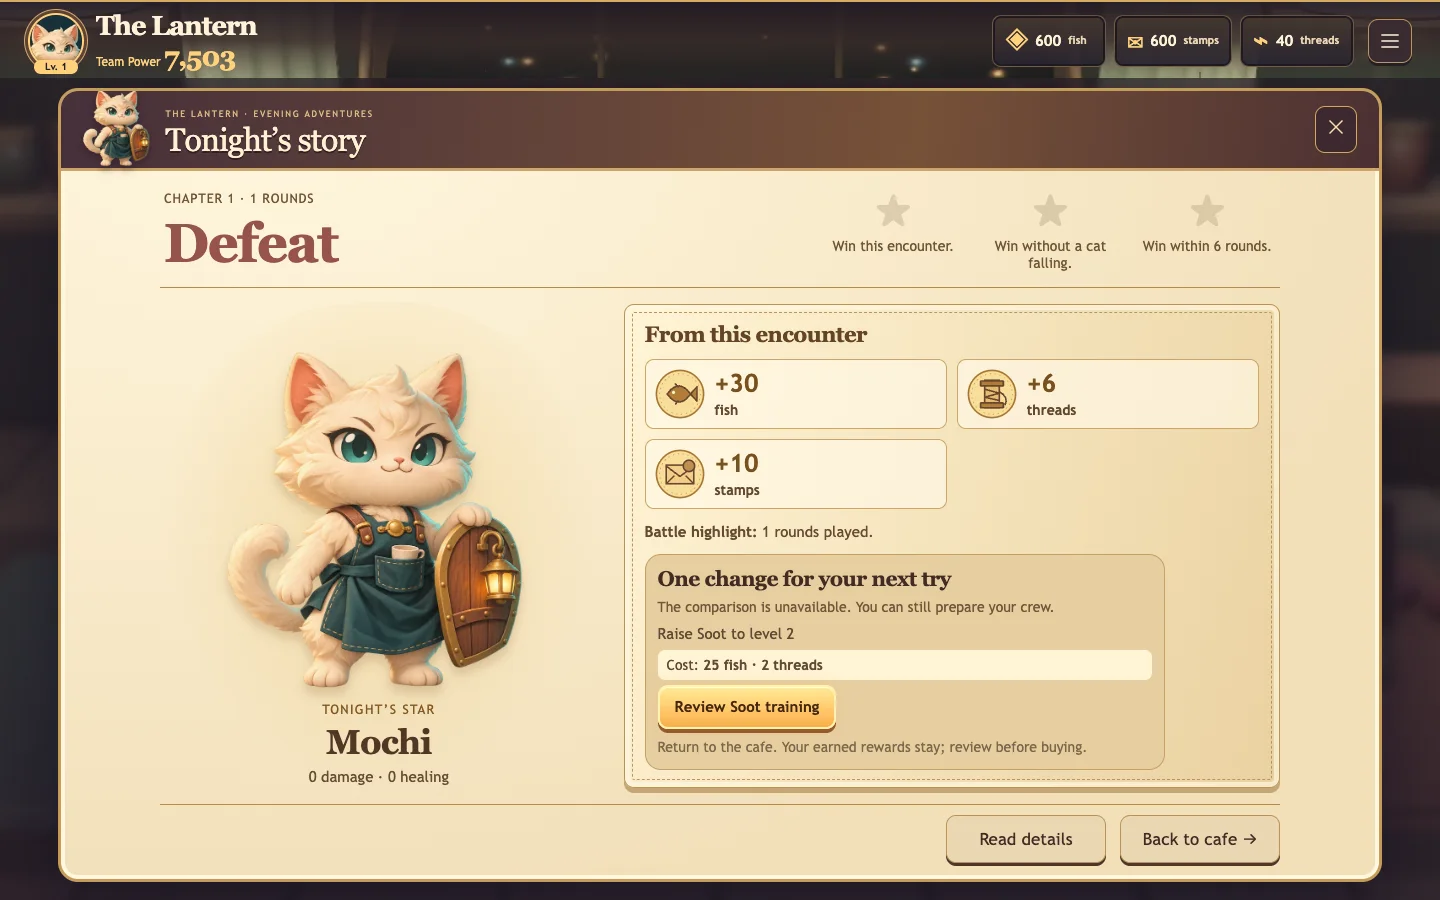 The Lantern
Lv. 1
Team Power 7,503
600 fish
600 stamps
40 threads
THE LANTERN · EVENING ADVENTURES
Tonight's story
CHAPTER 1 · 1 ROUNDS
Defeat
Win this encounter.
Win without a cat
falling.
Win within 6 rounds.
TONIGHT'S STAR
Mochi
0 damage · 0 healing
From this encounter
+30
fish
+6
threads
+10
stamps
Battle highlight: 1 rounds played.
One change for your next try
The comparison is unavailable. You can still prepare your crew.
Raise Soot to level 2
Cost: 25 fish · 2 threads
Review Soot training
Return to the cafe. Your earned rewards stay; review before buying.
Read details
Back to cafe →